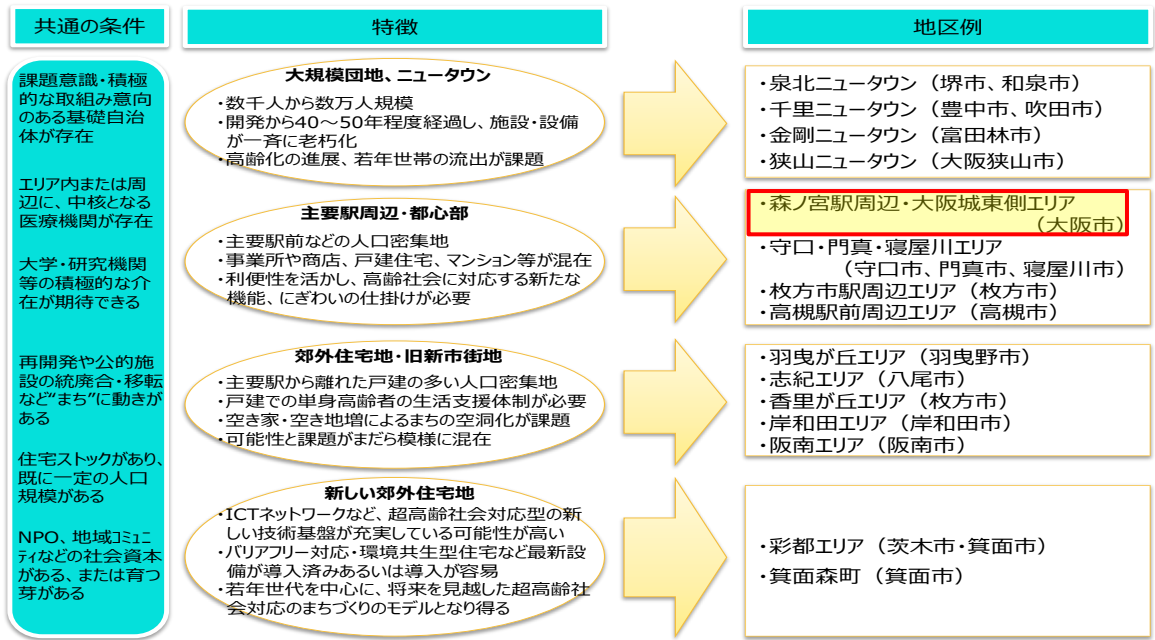 共通の条件
特徴
地区例
課題意識・積極
的な取組み意向
のある基礎自治
体が存在
エリア内または周
辺に、中核となる
医療機関が存在
大学・研究機関
等の積極的な介
在が期待できる
再開発や公的施
設の統廃合・移転
など“まち”に動きが
ある
住宅ストックがあり、
既に一定の人口
規模がある
NPO、地域コミュニ
ティなどの社会資本
がある、または育つ
芽がある
大規模団地、ニュータウン
・数千人から数万人規模
・開発から40～50年程度経過し、施設・設備
が一斉に老朽化
・高齢化の進展、若年世帯の流出が課題
・泉北ニュータウン（堺市、和泉市）
・千里ニュータウン（豊中市、吹田市）
・金剛ニュータウン（富田林市）
・狭山ニュータウン（大阪狭山市）
主要駅周辺・都心部
・主要駅前などの人口密集地
・事業所や商店、戸建住宅、マンション等が混在
・利便性を活かし、高齢社会に対応する新たな
機能、にぎわいの仕掛けが必要
・森ノ宮駅周辺・大阪城東側エリア
（大阪市）
・守口・門真・寝屋川エリア
（守口市、門真市、寝屋川市）
・枚方市駅周辺エリア（枚方市）
・高槻駅前周辺エリア（高槻市）
郊外住宅地・旧新市街地
・主要駅から離れた戸建の多い人口密集地
・戸建での単身高齢者の生活支援体制が必要
・空き家・空き地増によるまちの空洞化が課題
・可能性と課題がまだら模様に混在
・羽曳が丘エリア（羽曳野市）
・志紀エリア（八尾市）
・香里が丘エリア（枚方市）
・岸和田エリア（岸和田市）
・阪南エリア（阪南市）
新しい郊外住宅地
・ICTネットワークなど、超高齢社会対応型の新
しい技術基盤が充実している可能性が高い
・バリアフリー対応・環境共生型住宅など最新設
備が導入済みあるいは導入が容易
・若年世代を中心に、将来を見越した超高齢社
会対応のまちづくりのモデルとなり得る
・彩都エリア（茨木市・箕面市）
・箕面森町（箕面市）